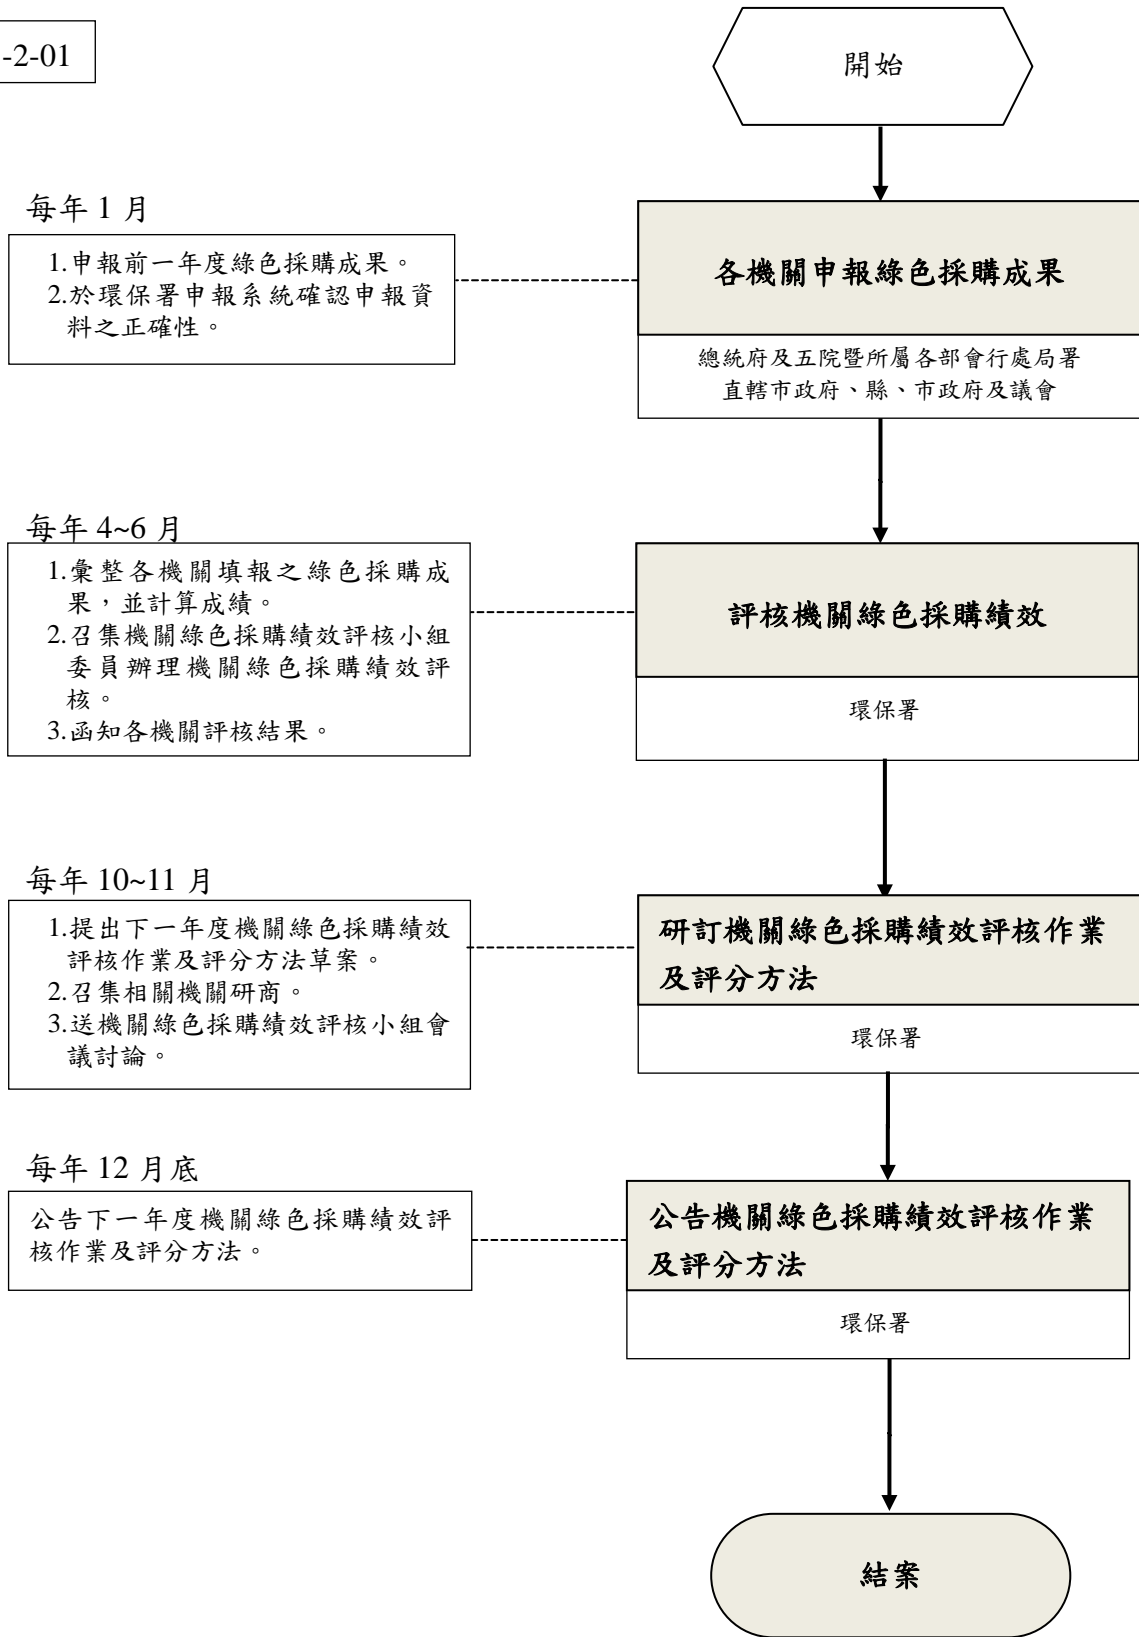 -2-01
開始
每年 1 月
1.申報前一年度綠色採購成果。
2.於環保署申報系統確認申報資
料之正確性。
各機關申報綠色採購成果
總統府及五院暨所屬各部會行處局署
直轄市政府、縣、市政府及議會
每年 4~6 月
1.彙整各機關填報之綠色採購成
果，並計算成績。
2.召集機關綠色採購績效評核小組
委員辦理機關綠色採購績效評
核。
3.函知各機關評核結果。
評核機關綠色採購績效
環保署
每年 10~11 月
1.提出下一年度機關綠色採購績效
評核作業及評分方法草案。
2.召集相關機關研商。
3.送機關綠色採購績效評核小組會
議討論。
研訂機關綠色採購績效評核作業
及評分方法
環保署
每年 12 月底
公告下一年度機關綠色採購績效評
核作業及評分方法。
公告機關綠色採購績效評核作業
及評分方法
環保署
結案